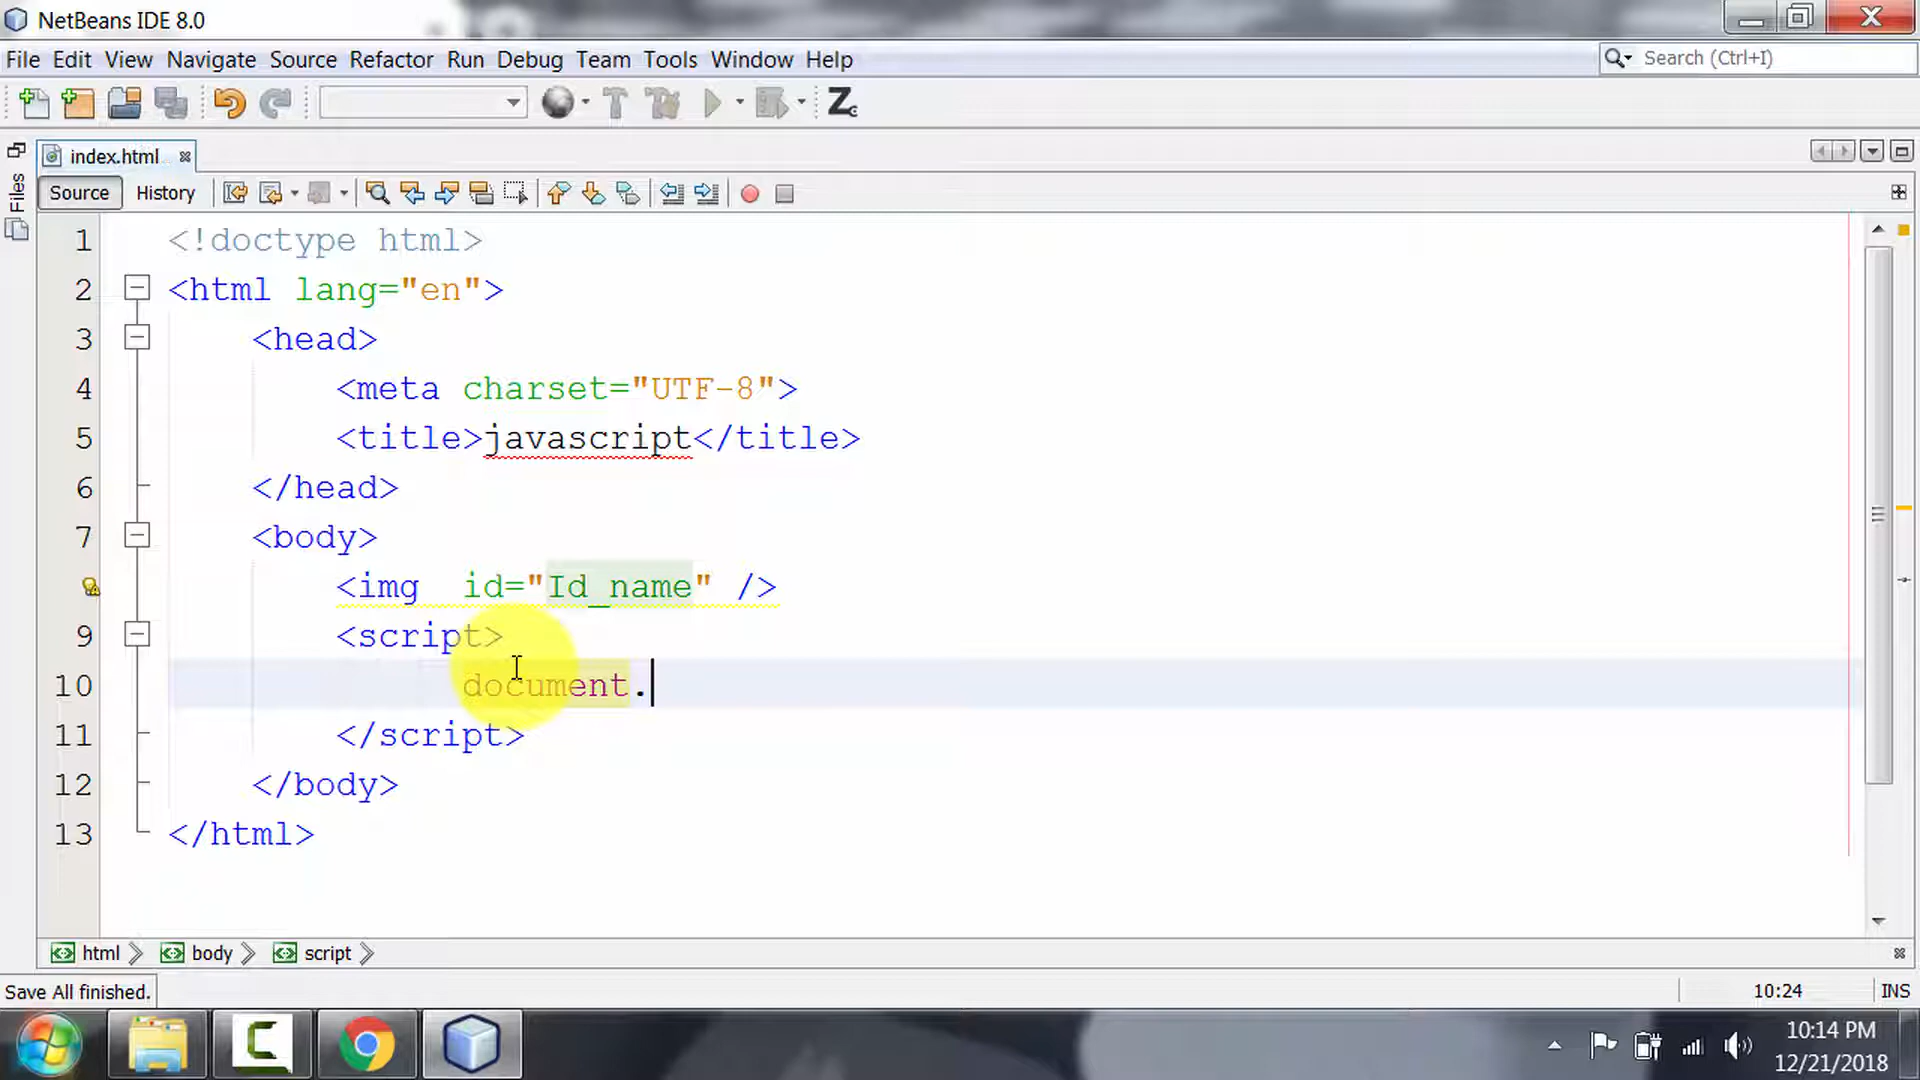 NetBeans IDE 8.0
File Edit View Navigate Source Refactor Run Debug Team Tools Window Help
Search (Ctrl+I)
index.html
Files
Source History
1 <!doctype html>
2 <html lang="en">
3 <head>
4 <meta charset="UTF-8">
5 <title>javascript</title>
6 </head>
7 <body>
<img  id="Id_name" />
9 <script>
10 document.
11 </script>
12 </body>
13 </html>
html body script
Save All finished.
10:24 INS
10:14 PM
12/21/2018